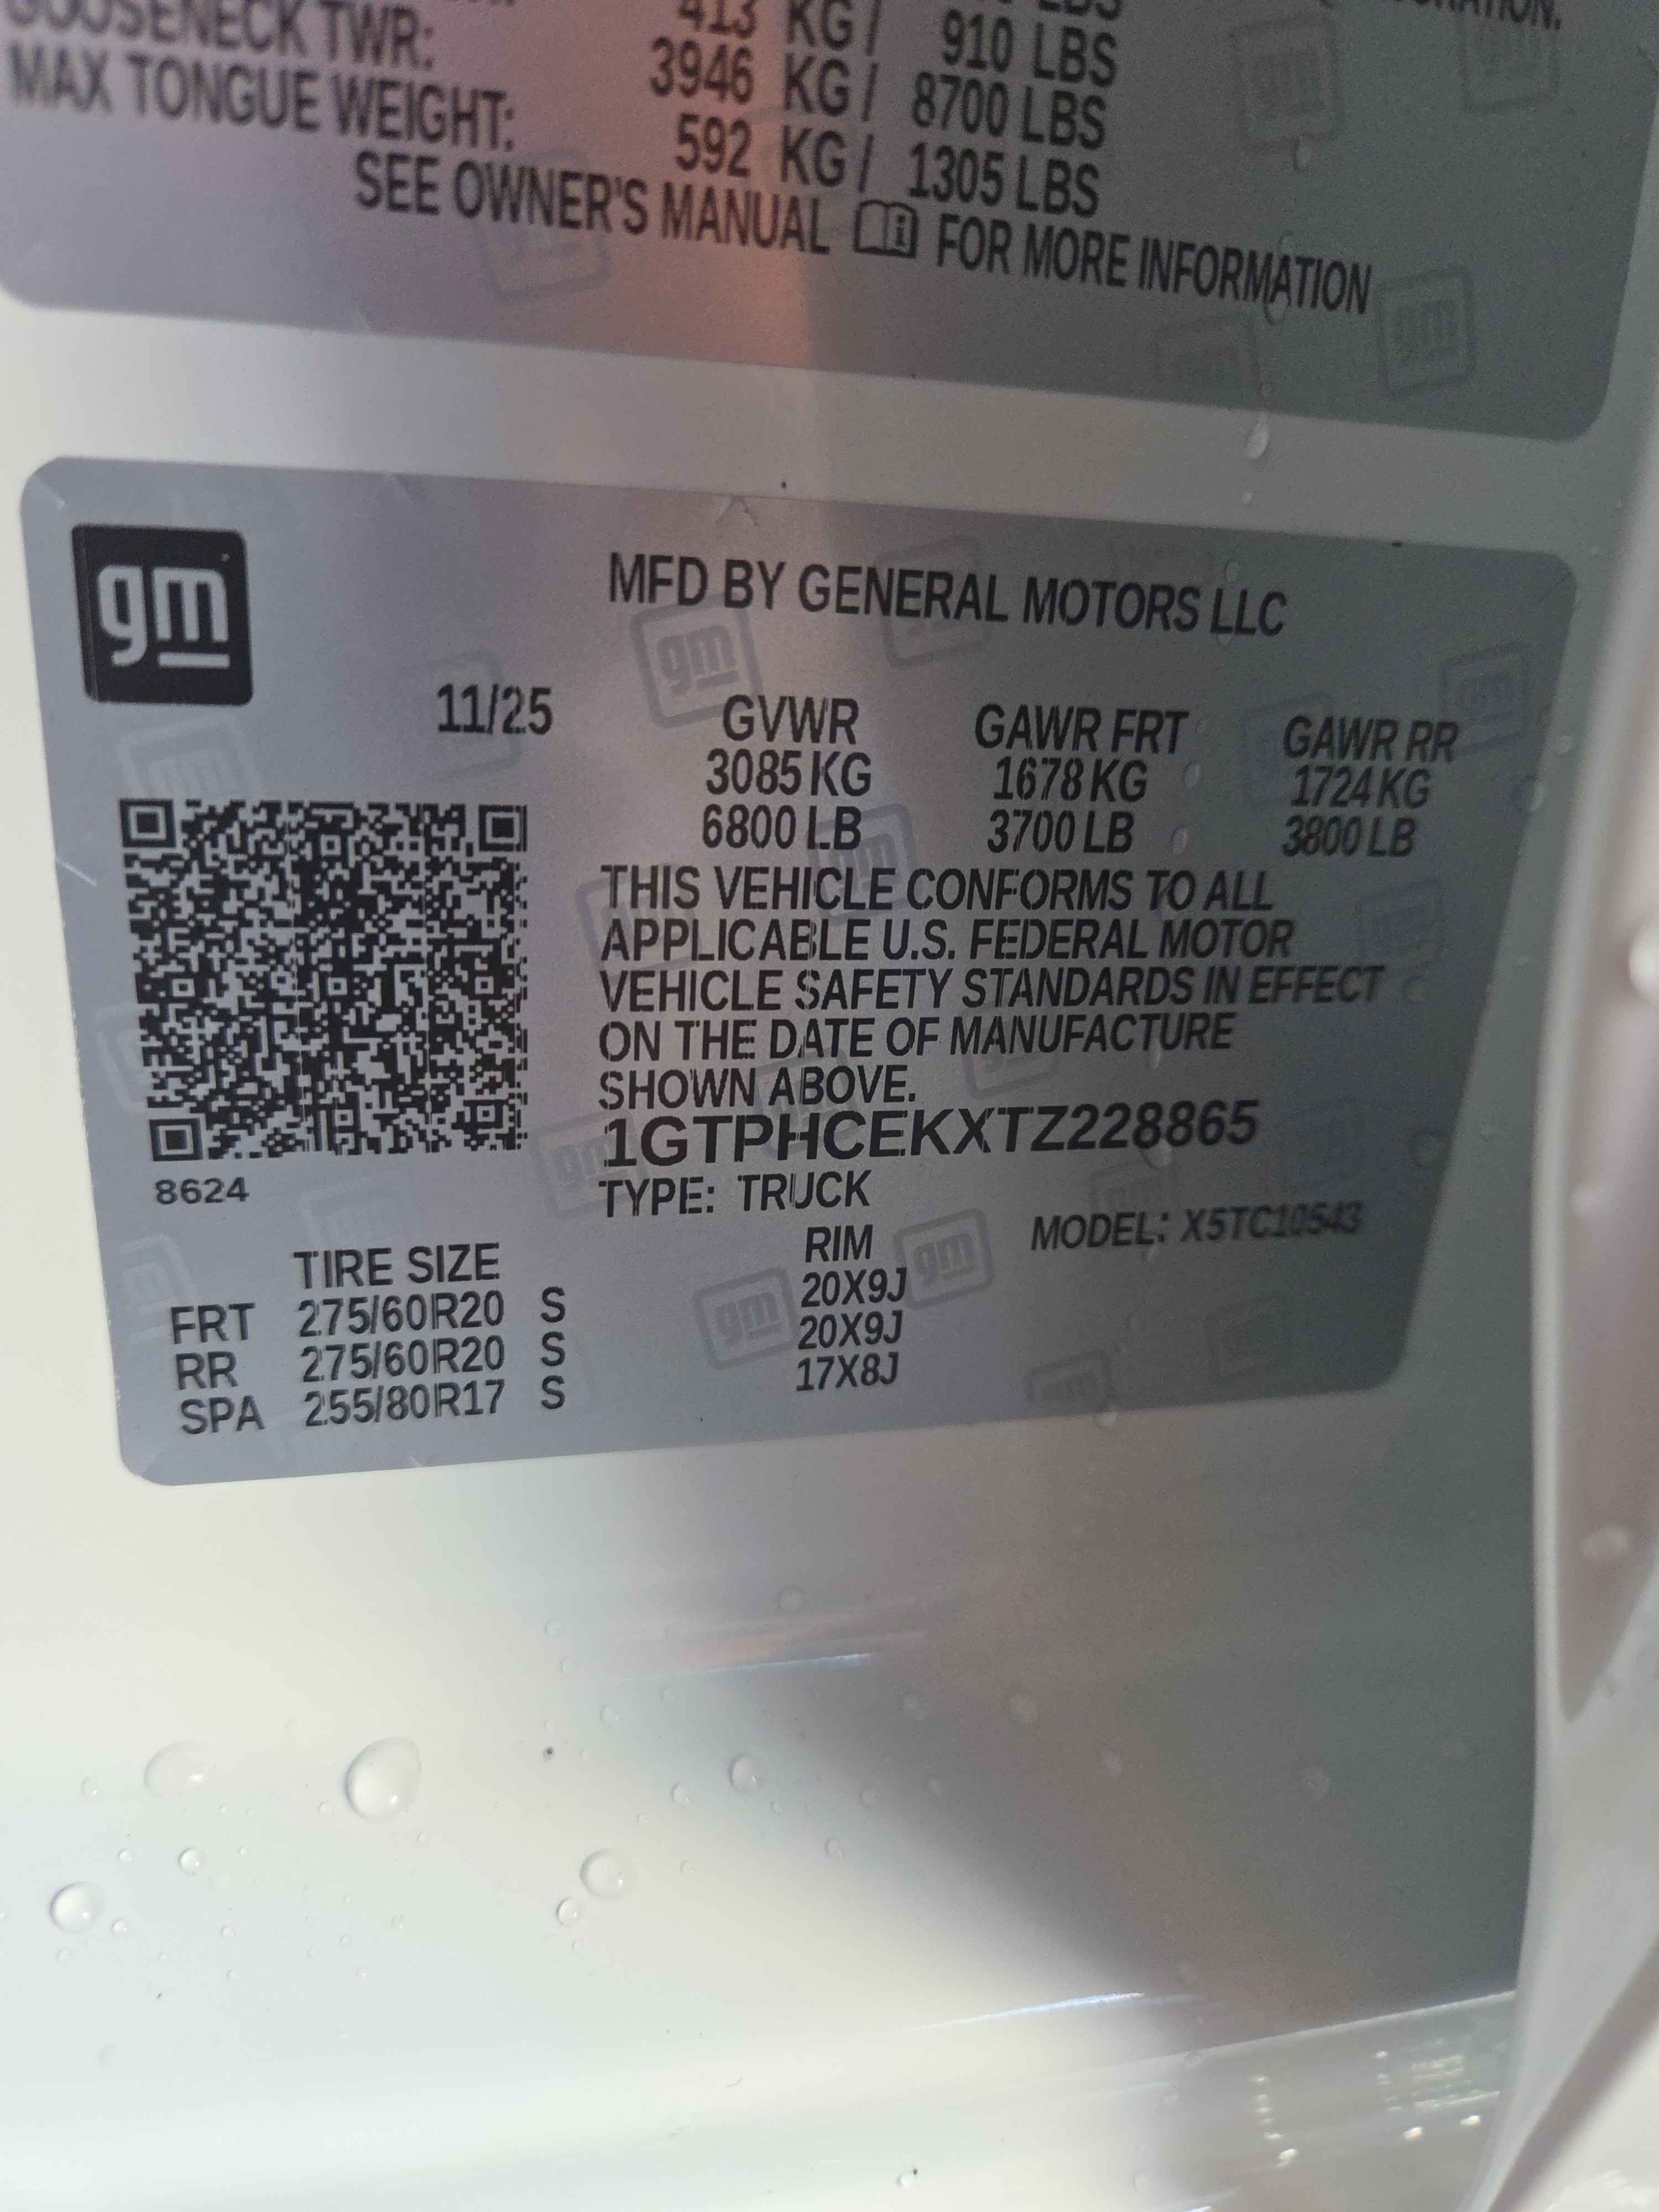 GOOSENECK TWR: 413 KG/ 910 LBS
3946 KG/ 8700 LBS
MAX TONGUE WEIGHT: 592 KG/ 1305 LBS
SEE OWNER'S MANUAL FOR MORE INFORMATION
gm
MFD BY GENERAL MOTORS LLC
11/25 GVWR GAWR FRT GAWR RR
3085 KG 1678 KG 1724 KG
6800 LB 3700 LB 3800 LB
THIS VEHICLE CONFORMS TO ALL
APPLICABLE U.S. FEDERAL MOTOR
VEHICLE SAFETY STANDARDS IN EFFECT
ON THE DATE OF MANUFACTURE
SHOWN ABOVE.
1GTPHCEKXTZ228865
8624
TYPE: TRUCK
MODEL: X5TC10543
TIRE SIZE RIM
FRT 275/60R20 S 20X9J
RR 275/60R20 S 20X9J
SPA 255/80R17 S 17X8J